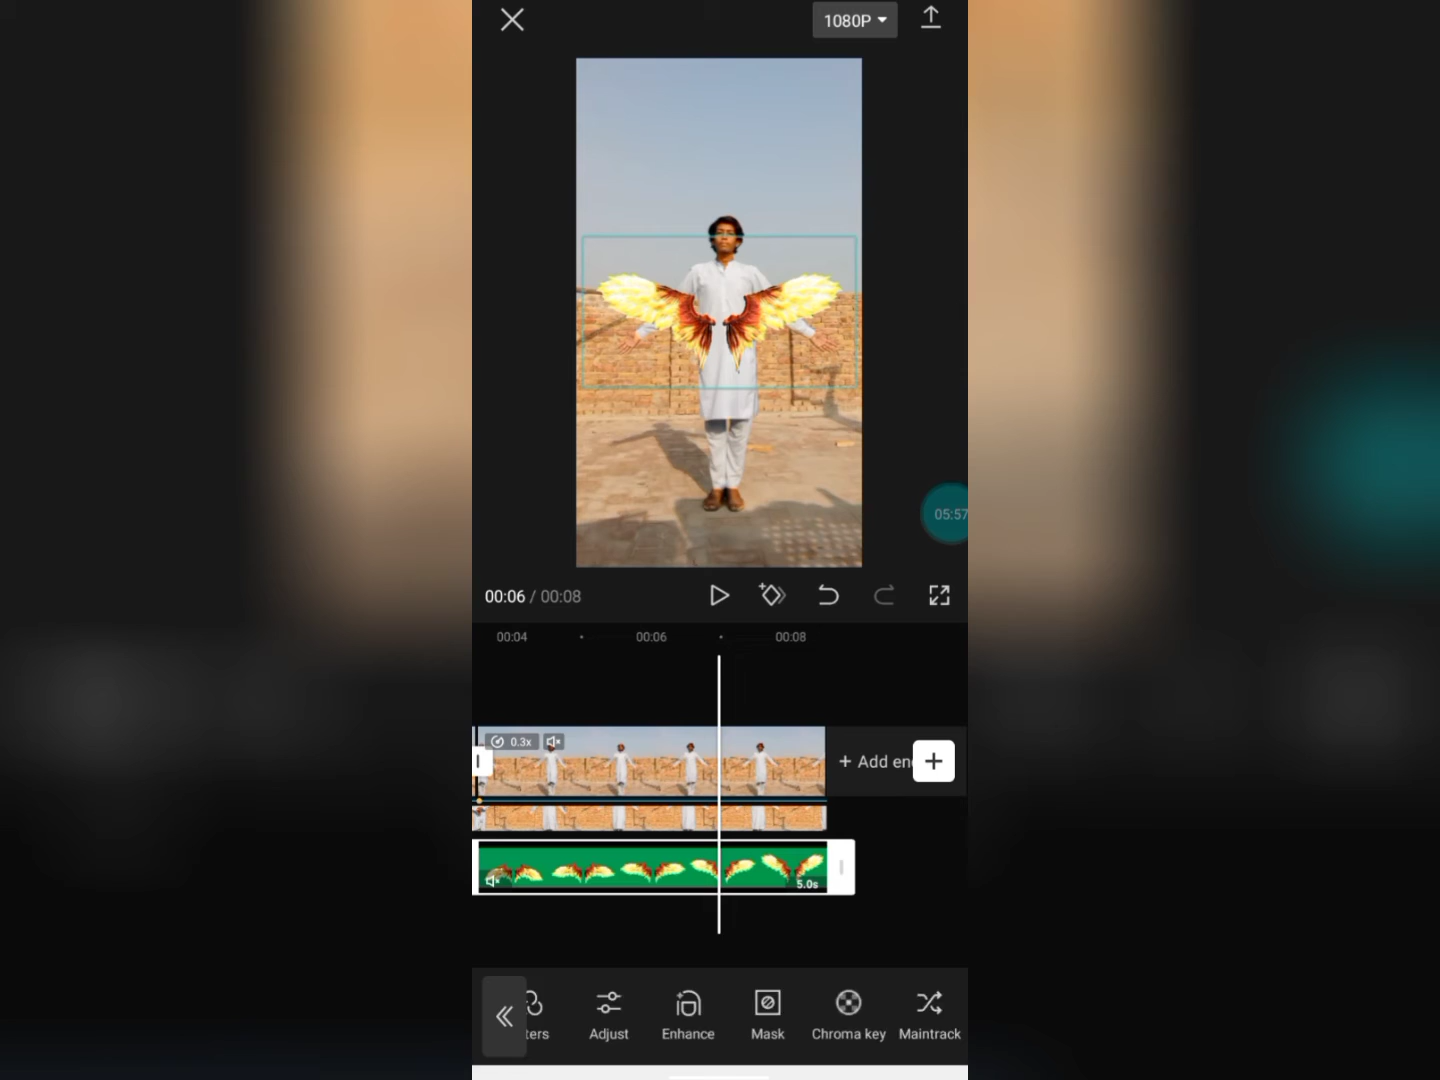 1080P
05:57
00:06 / 00:08
00:04
00:06
00:08
0.3x
+ Add en
5.0s
ters
Adjust
Enhance
Mask
Chroma key
Maintrack